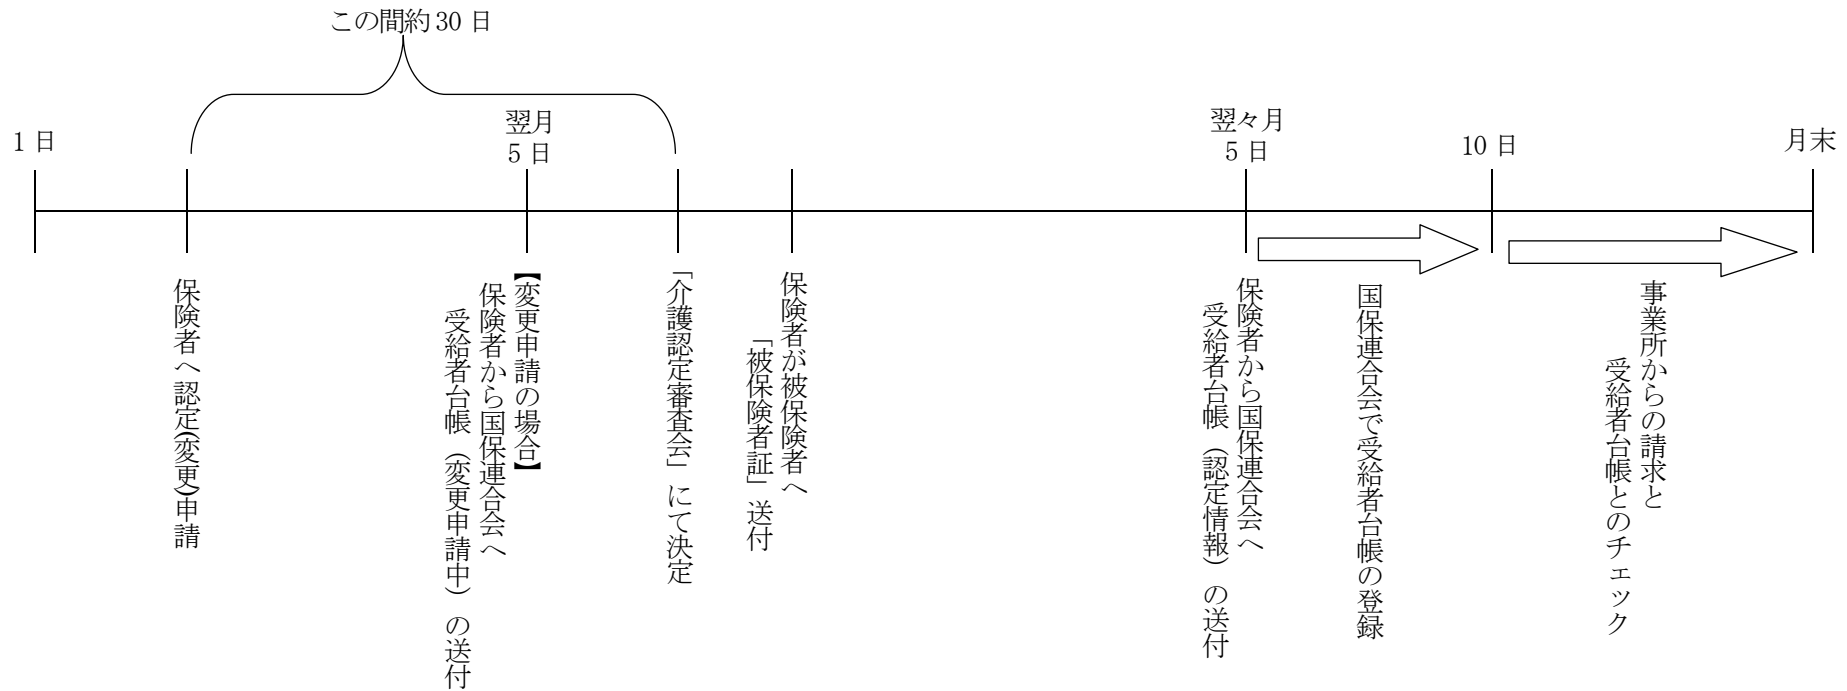 この間約30日
1日
翌月
5日
翌々月
5日
10日
月末
保険者へ認定(変更)申請
【変更申請の場合】
保険者から国保連合会へ
受給者台帳（変更申請中）の送付
「介護認定審査会」にて決定
保険者が被保険者へ
「被保険者証」送付
保険者から国保連合会へ
受給者台帳（認定情報）の送付
国保連合会で受給者台帳の登録
事業所からの請求と
受給者台帳とのチェック